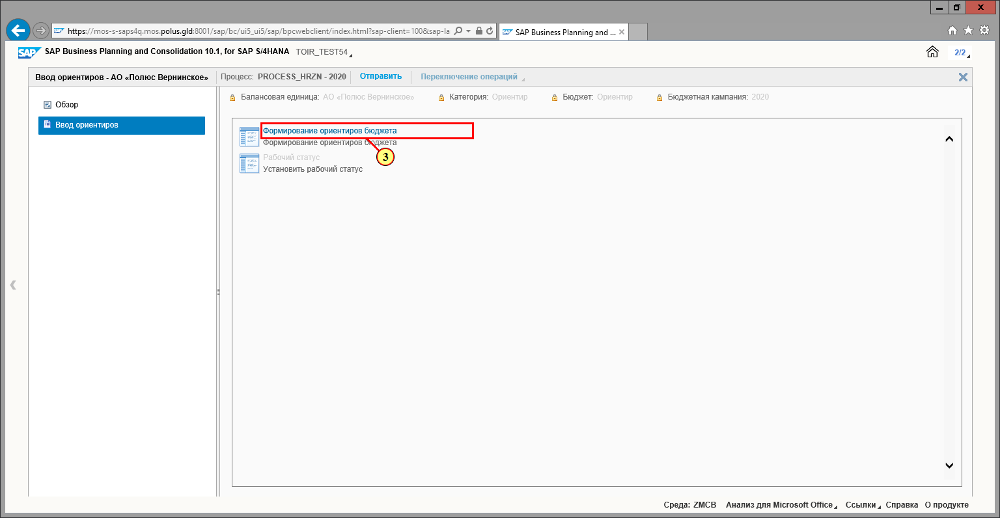 https://mos-s-saps4q.mos.polus.gld:8001/sap/bc/ui5_ui5/sap/bpcwebclient/index.html?sap-client=100&sap-la
SAP Business Planning and ...
SAP SAP Business Planning and Consolidation 10.1, for SAP S/4HANA TOIR_TEST54 2/2
Ввод ориентиров - АО «Полюс Вернинское» Процесс: PROCESS_HRZN - 2020 Отправить Переключение операций
Обзор
Ввод ориентиров
Балансовая единица: АО «Полюс Вернинское» Категория: Ориентир Бюджет: Ориентир Бюджетная кампания: 2020
Формирование ориентиров бюджета
Формирование ориентиров бюджета
3
Рабочий статус
Установить рабочий статус
Среда: ZMCB Анализ для Microsoft Office Ссылки Справка О продукте